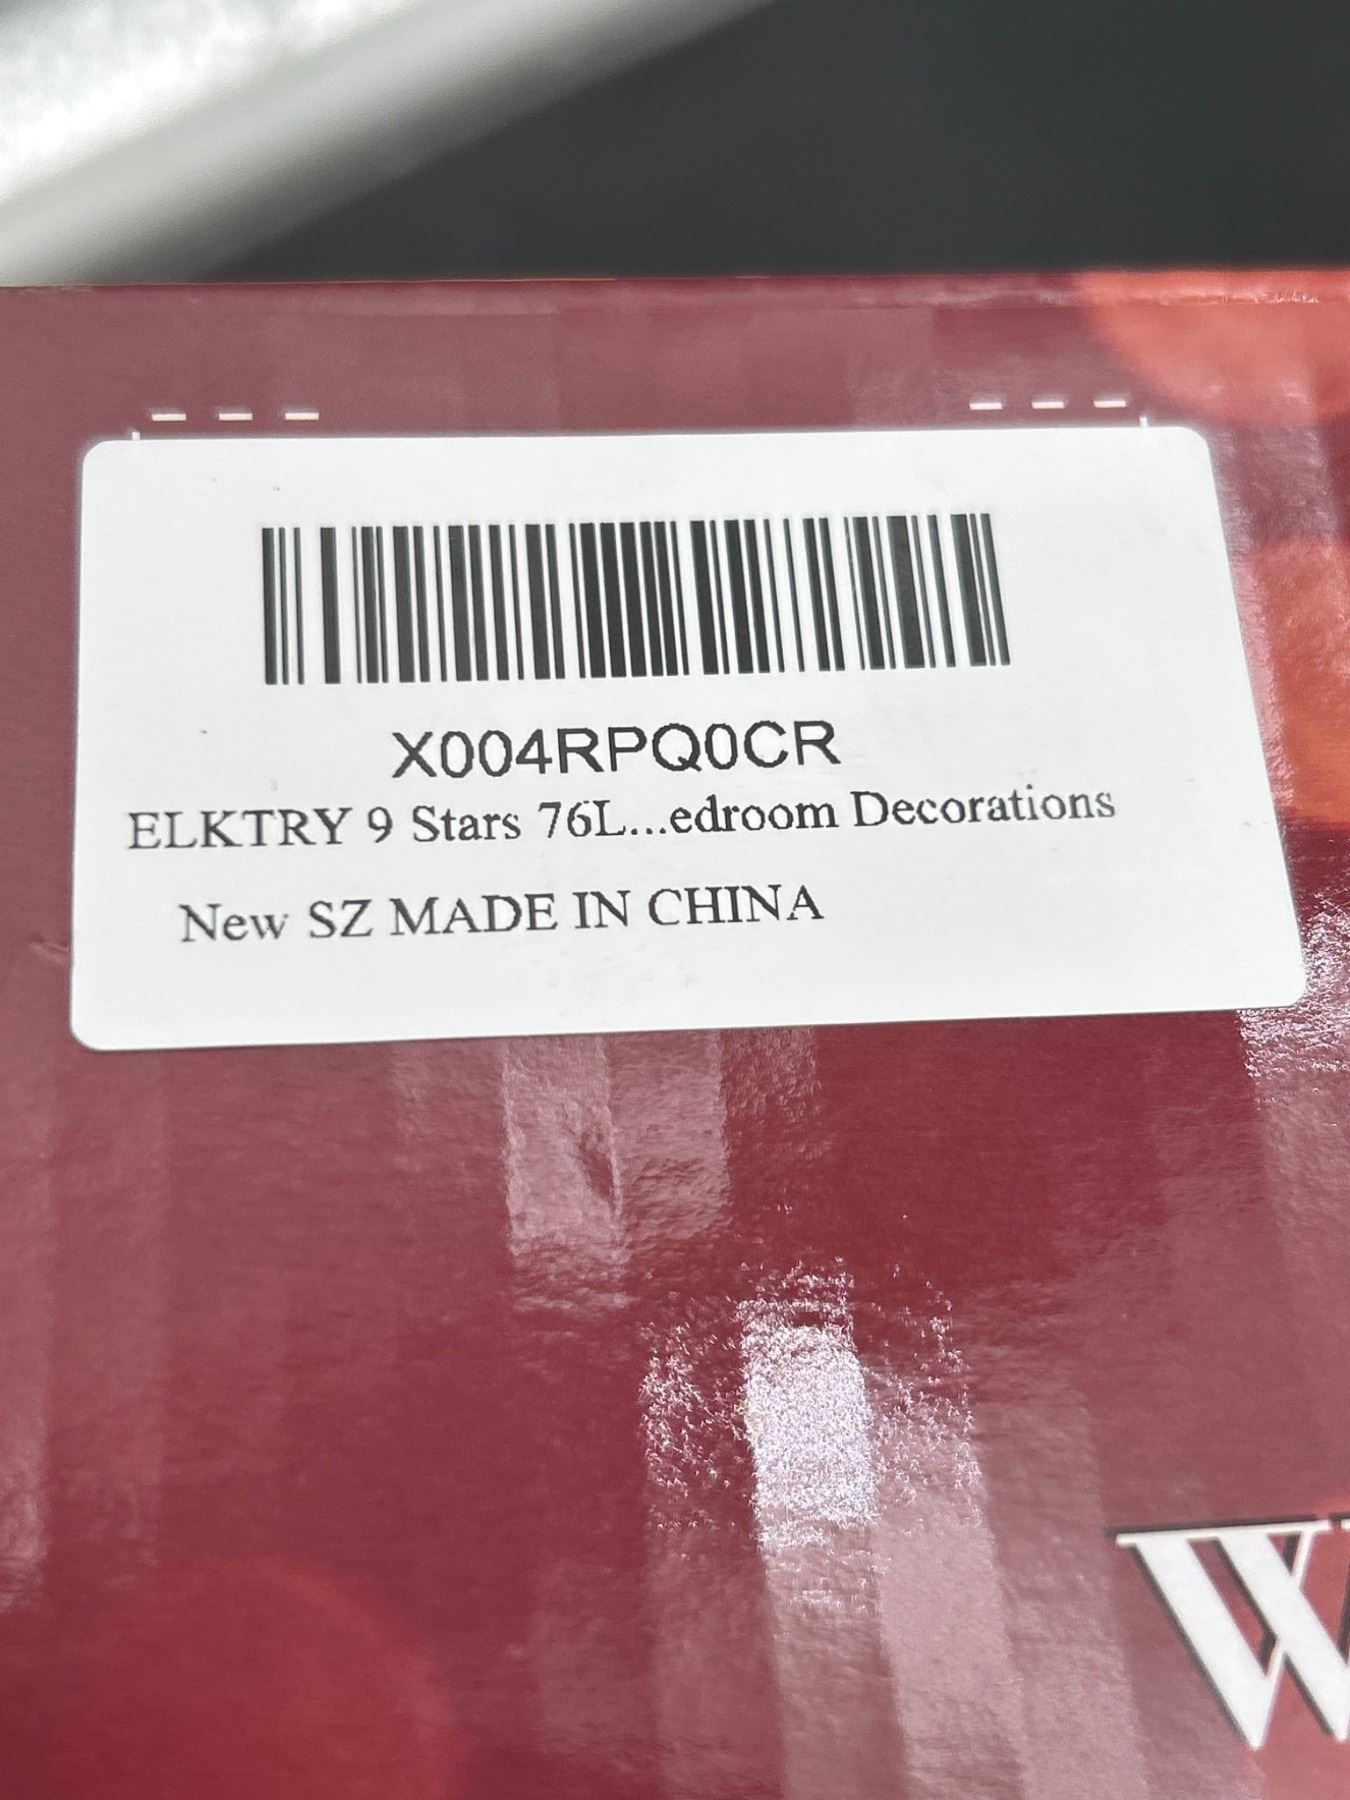 X004RPQ0CR
ELKTRY 9 Stars 76L...edroom Decorations
New SZ MADE IN CHINA
W